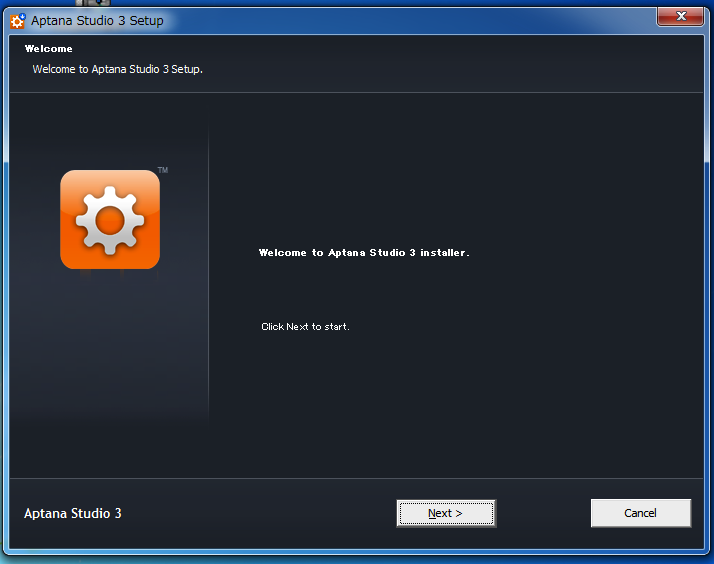 Aptana Studio 3 Setup
Welcome
Welcome to Aptana Studio 3 Setup.
TM
Welcome to Aptana Studio 3 installer.
Click Next to start.
Aptana Studio 3
Next >
Cancel